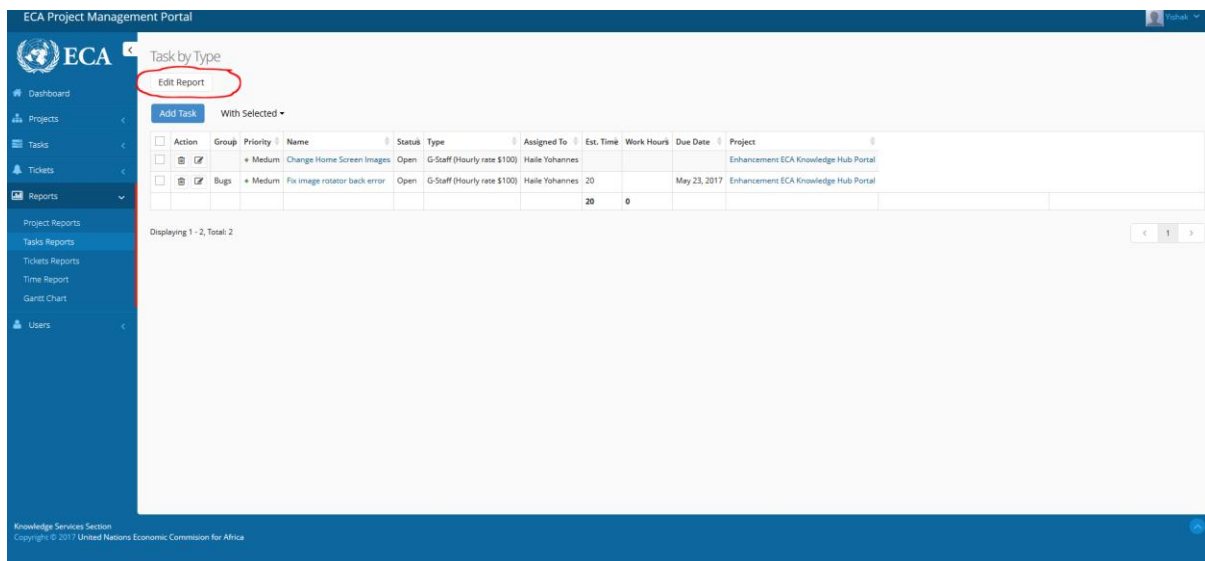 ECA Project Management Portal
Yishak
ECA
Dashboard
Projects
Tasks
Tickets
Reports
Project Reports
Tasks Reports
Tickets Reports
Time Report
Gantt Chart
Users
Task by Type
Edit Report
Add Task With Selected
Action Group Priority Name Status Type Assigned To Est. Time Work Hours Due Date Project
Medum Change Home Screen Images Open G-Staff (Hourly rate $100) Haile Yohannes Enhancement ECA Knowledge Hub Portal
Bugs Medum Fix image rotator back error Open G-Staff (Hourly rate $100) Haile Yohannes 20 May 23, 2017 Enhancement ECA Knowledge Hub Portal
20 0
Displaying 1 - 2, Total: 2
< 1 >
Knowledge Services Section
Copyright © 2017 United Nations Economic Commision for Africa